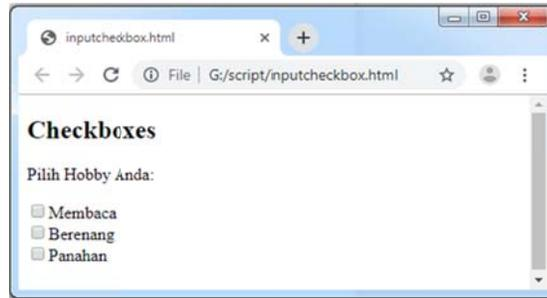 inputcheckbox.html
File | G:/script/inputcheckbox.html
Checkboxes
Pilih Hobby Anda:
Membaca
Berenang
Panahan